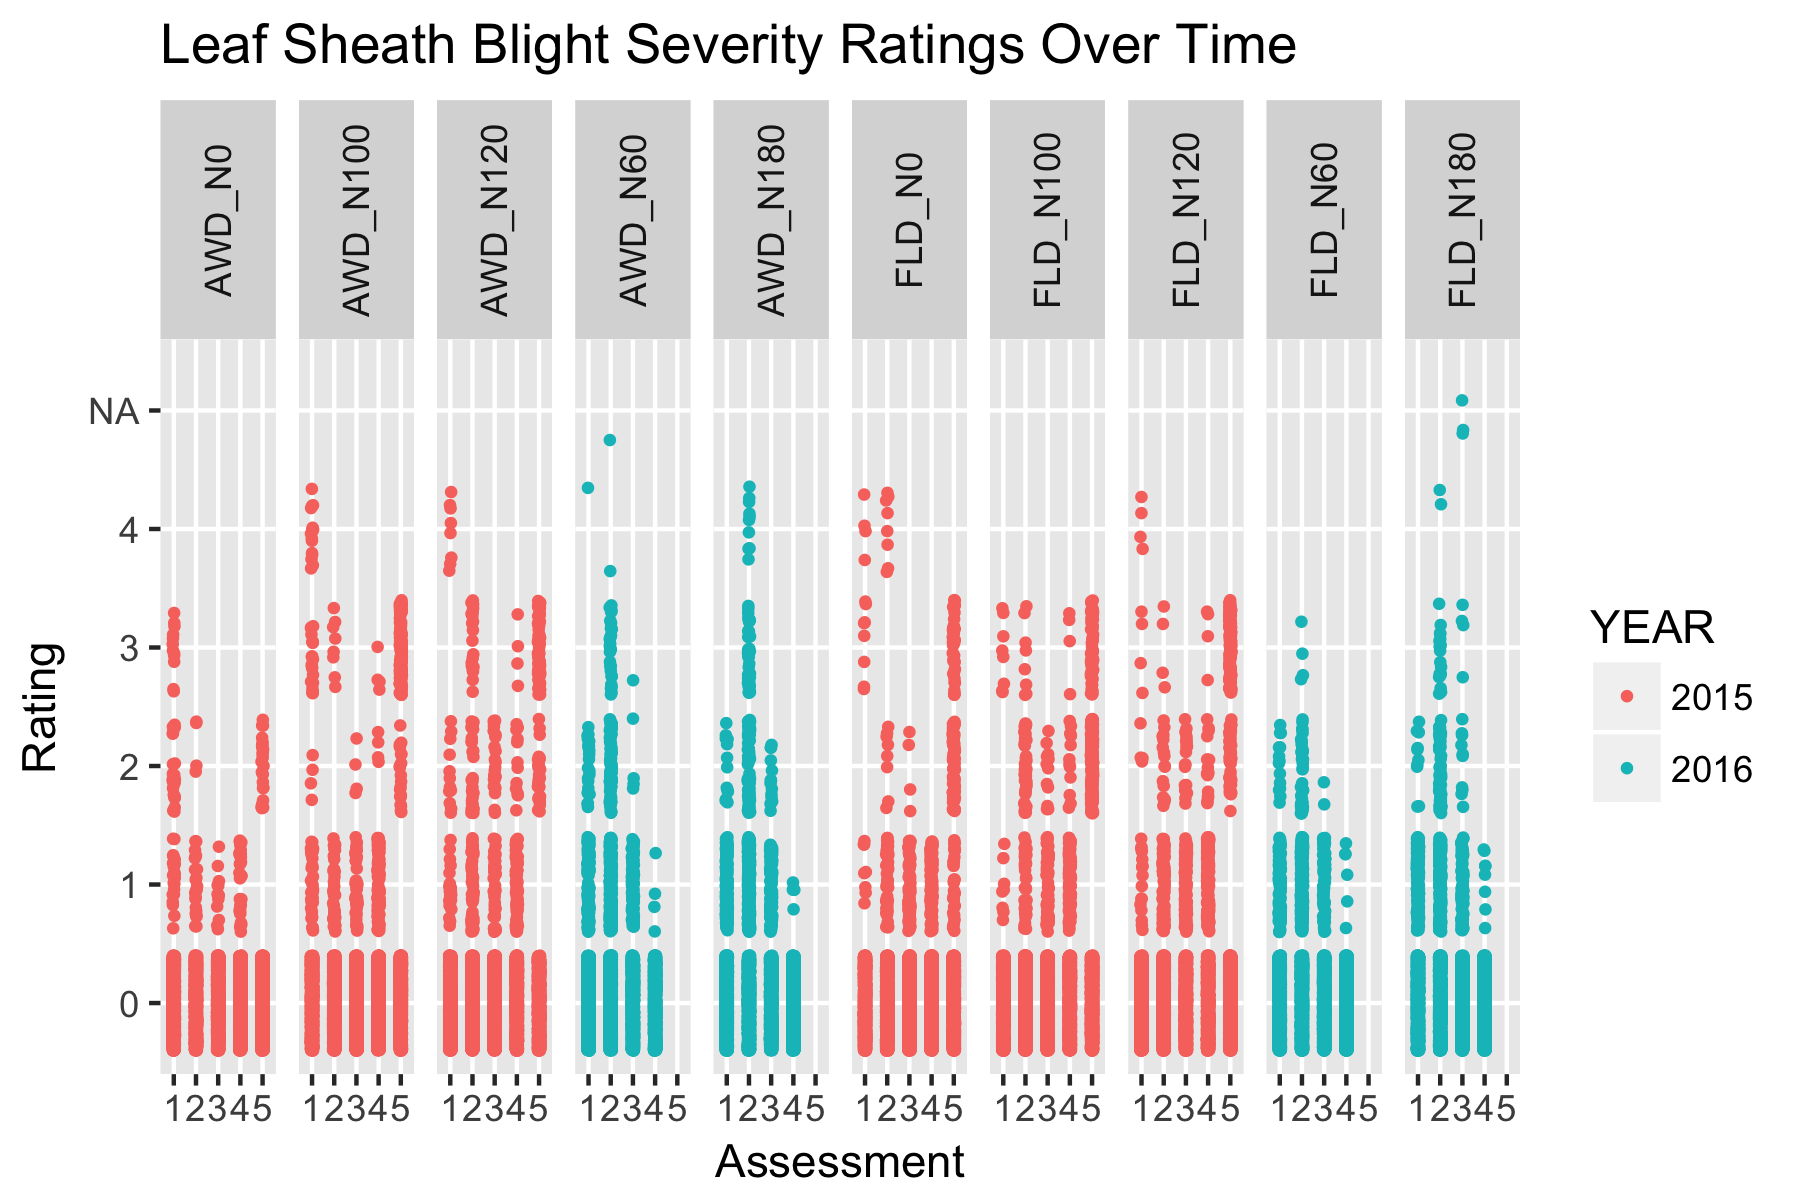 Leaf Sheath Blight Severity Ratings Over Time
AWD_N0
AWD_N100
AWD_N120
AWD_N60
AWD_N180
FLD_N0
FLD_N100
FLD_N120
FLD_N60
FLD_N180
Rating
NA
4
3
2
1
0
12345 12345 12345 12345 12345 12345 12345 12345 12345 12345
Assessment
YEAR
2015
2016